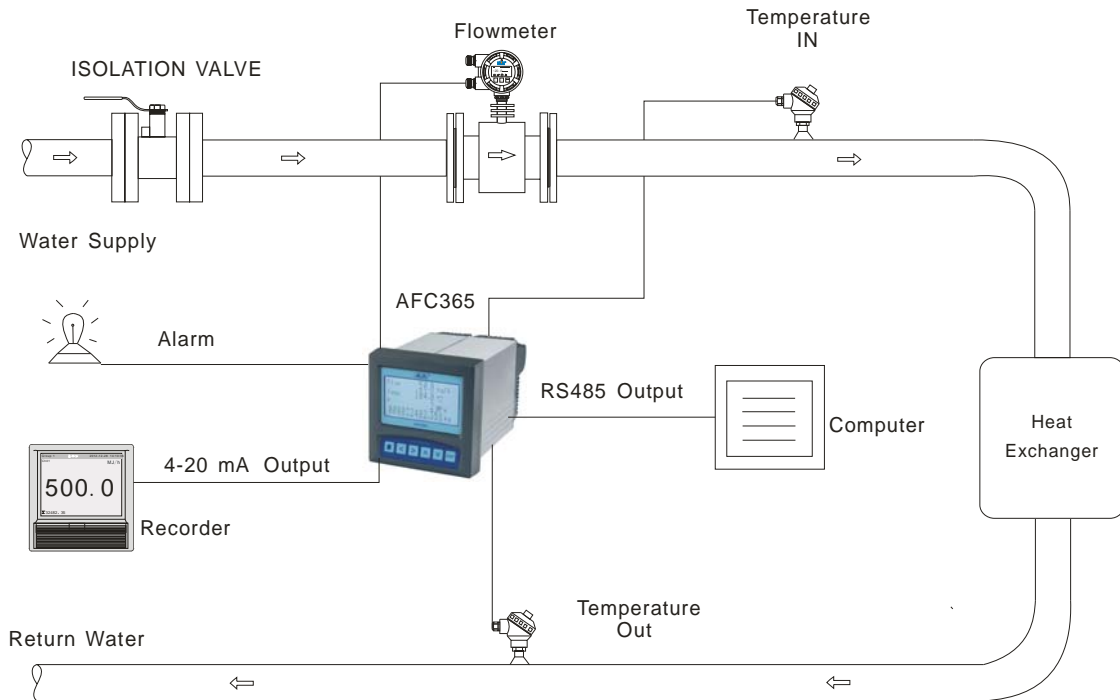 Temperature
IN
Flowmeter
ISOLATION VALVE
Water Supply
AFC365
Alarm
RS485 Output
Computer
Heat
Exchanger
4-20 mA Output
500.0
Recorder
Temperature
Out
Return Water